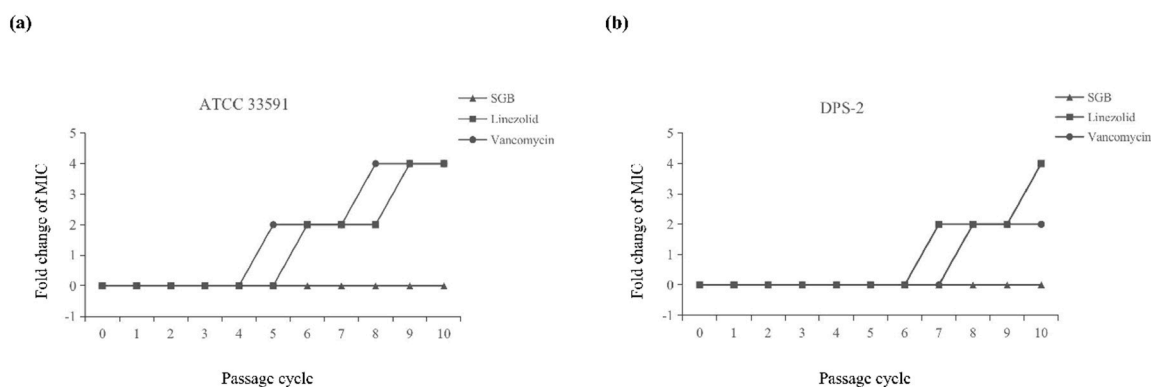 (a)
ATCC 33591
SGB
Linezolid
Vancomycin
Fold change of MIC
5
4
3
2
1
0
-1
0 1 2 3 4 5 6 7 8 9 10
Passage cycle
(b)
DPS-2
SGB
Linezolid
Vancomycin
Fold change of MIC
5
4
3
2
1
0
-1
0 1 2 3 4 5 6 7 8 9 10
Passage cycle